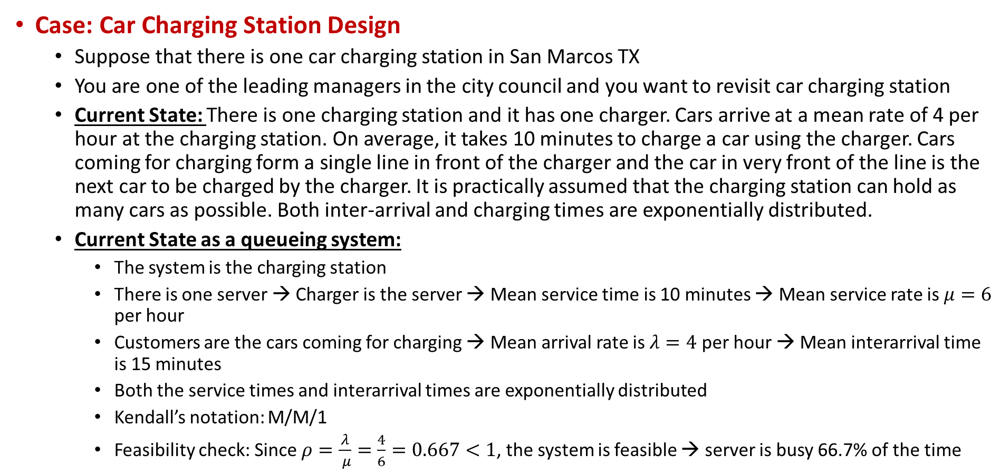 • Case: Car Charging Station Design
• Suppose that there is one car charging station in San Marcos TX
• You are one of the leading managers in the city council and you want to revisit car charging station
• Current State: There is one charging station and it has one charger. Cars arrive at a mean rate of 4 per
hour at the charging station. On average, it takes 10 minutes to charge a car using the charger. Cars
coming for charging form a single line in front of the charger and the car in very front of the line is the
next car to be charged by the charger. It is practically assumed that the charging station can hold as
many cars as possible. Both inter-arrival and charging times are exponentially distributed.
• Current State as a queueing system:
• The system is the charging station
• There is one server → Charger is the server → Mean service time is 10 minutes → Mean service rate is μ = 6
per hour
• Customers are the cars coming for charging → Mean arrival rate is λ = 4 per hour → Mean interarrival time
is 15 minutes
• Both the service times and interarrival times are exponentially distributed
• Kendall's notation: M/M/1
• Feasibility check: Since ρ = λ/μ = 4/6 = 0.667 < 1, the system is feasible → server is busy 66.7% of the time